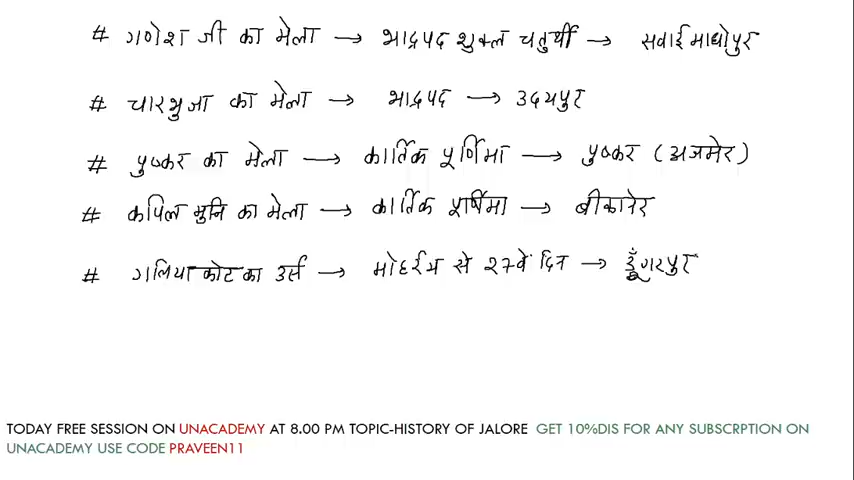 # गणेश जी का मेला → भाद्रपद शुक्ल चतुर्थी → सवाईमाधोपुर
# चारभुजा का मेला → भाद्रपद → उदयपुर
# पुष्कर का मेला → कार्तिक पूर्णिमा → पुष्कर (अजमेर)
# कपिल मुनि का मेला → कार्तिक पूर्णिमा → बीकानेर
# गलियाकोट का उर्स → मोहर्रम से 27वे दिन → डूँगरपुर
TODAY FREE SESSION ON UNACADEMY AT 8.00 PM TOPIC-HISTORY OF JALORE GET 10%DIS FOR ANY SUBSCRPTION ON
UNACADEMY USE CODE PRAVEEN11